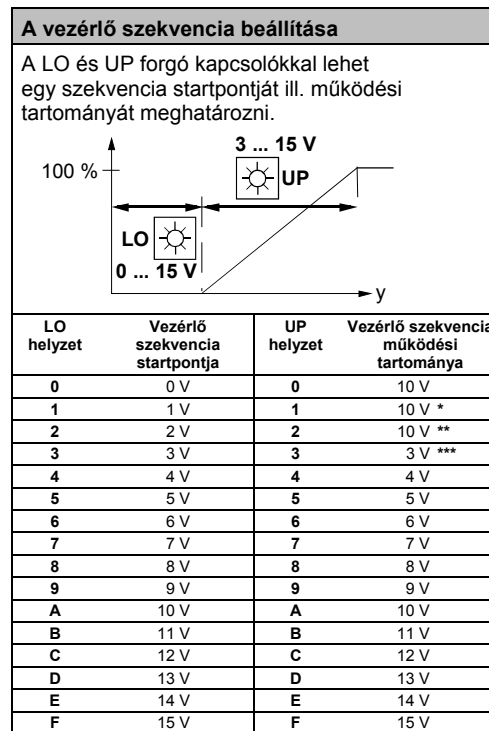 A vezérlő szekvencia beállítása
A LO és UP forgó kapcsolókkal lehet
egy szekvencia startpontját ill. működési
tartományát meghatározni.
3 ... 15 V
100 %
UP
LO
0 ... 15 V
y
LO helyzet Vezérlő szekvencia startpontja UP helyzet Vezérlő szekvencia működési tartománya
0 0 V 0 10 V
1 1 V 1 10 V *
2 2 V 2 10 V **
3 3 V 3 3 V ***
4 4 V 4 4 V
5 5 V 5 5 V
6 6 V 6 6 V
7 7 V 7 7 V
8 8 V 8 8 V
9 9 V 9 9 V
A 10 V A 10 V
B 11 V B 11 V
C 12 V C 12 V
D 13 V D 13 V
E 14 V E 14 V
F 15 V F 15 V